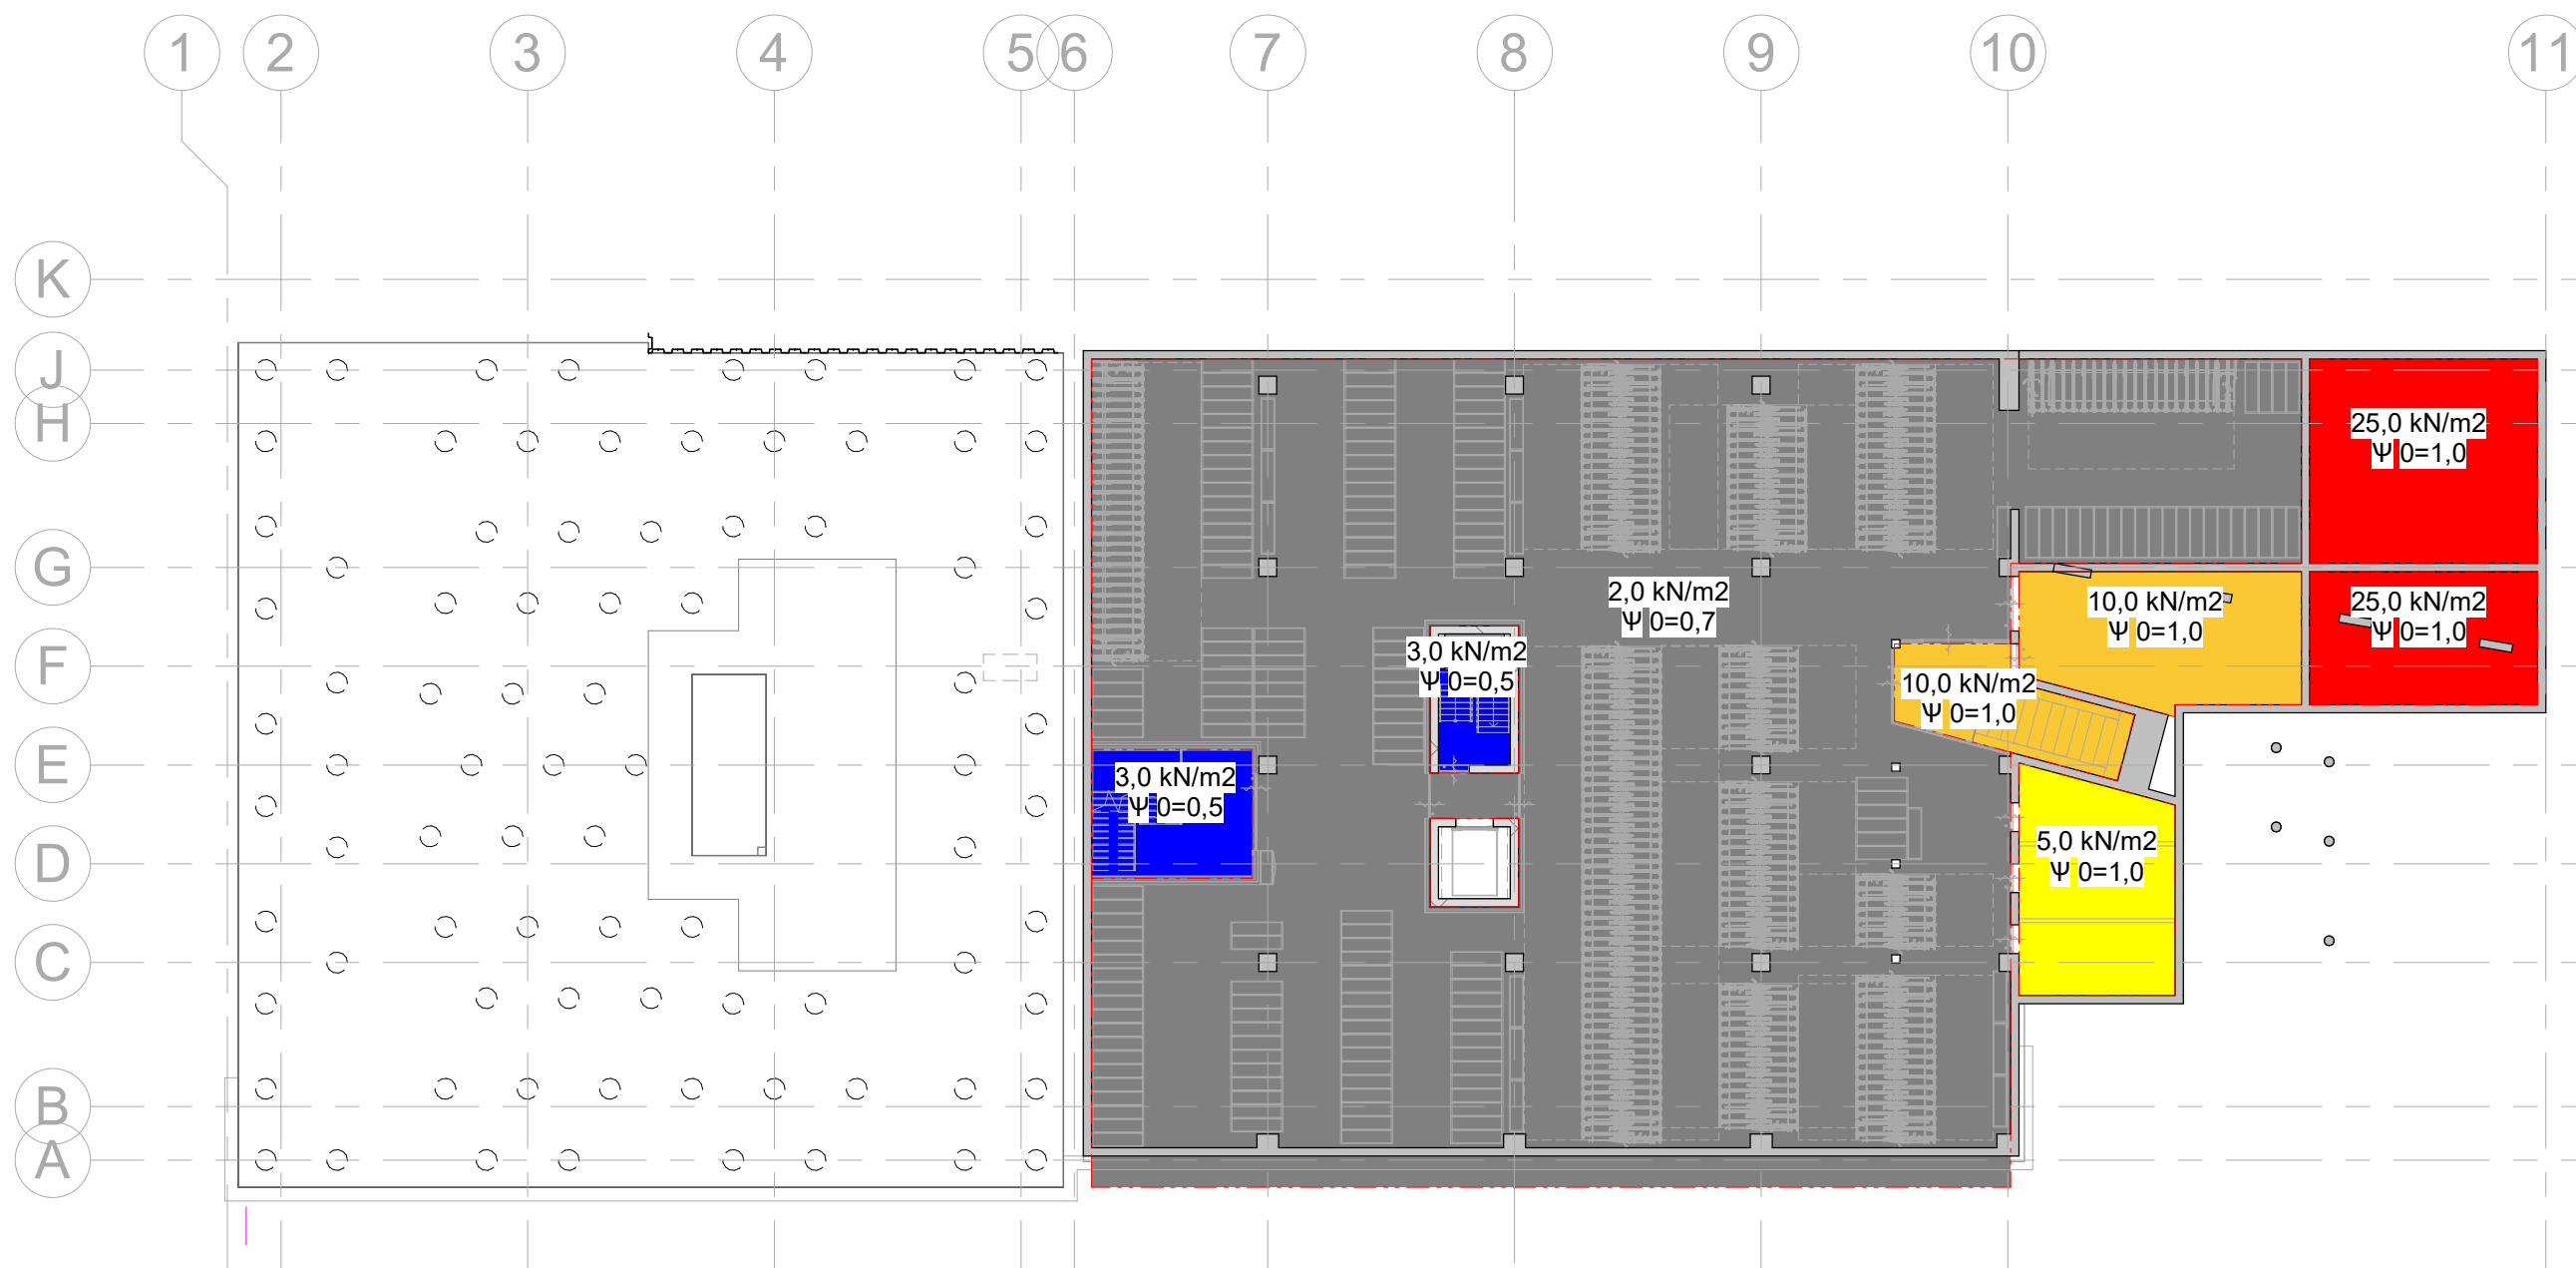 1 2 3 4 5 6 7 8 9 10 11
K
J
H
25,0 kN/m2
Ψ 0=1,0
G
2,0 kN/m2
Ψ 0=0,7
10,0 kN/m2
Ψ 0=1,0
25,0 kN/m2
Ψ 0=1,0
F
3,0 kN/m2
Ψ 0=0,5
10,0 kN/m2
Ψ 0=1,0
E
3,0 kN/m2
Ψ 0=0,5
D
5,0 kN/m2
Ψ 0=1,0
C
B
A